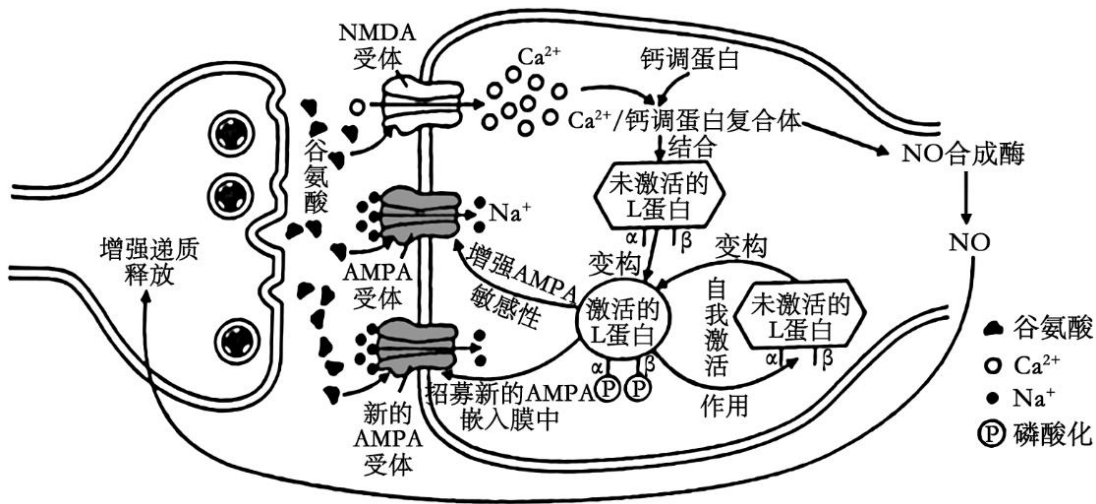 NMDA
受体
Ca²⁺
钙调蛋白
Ca²⁺/钙调蛋白复合体
结合
NO合成酶
谷氨酸
未激活的
L蛋白
α
β
Na⁺
NO
增强递质
释放
AMPA
受体
增强AMPA
敏感性
变构
变构
激活的
L蛋白
α
β
P
P
自我激活
未激活的
L蛋白
α
β
作用
招募新的AMPA
嵌入膜中
新的
AMPA
受体
谷氨酸
Ca²⁺
Na⁺
P 磷酸化